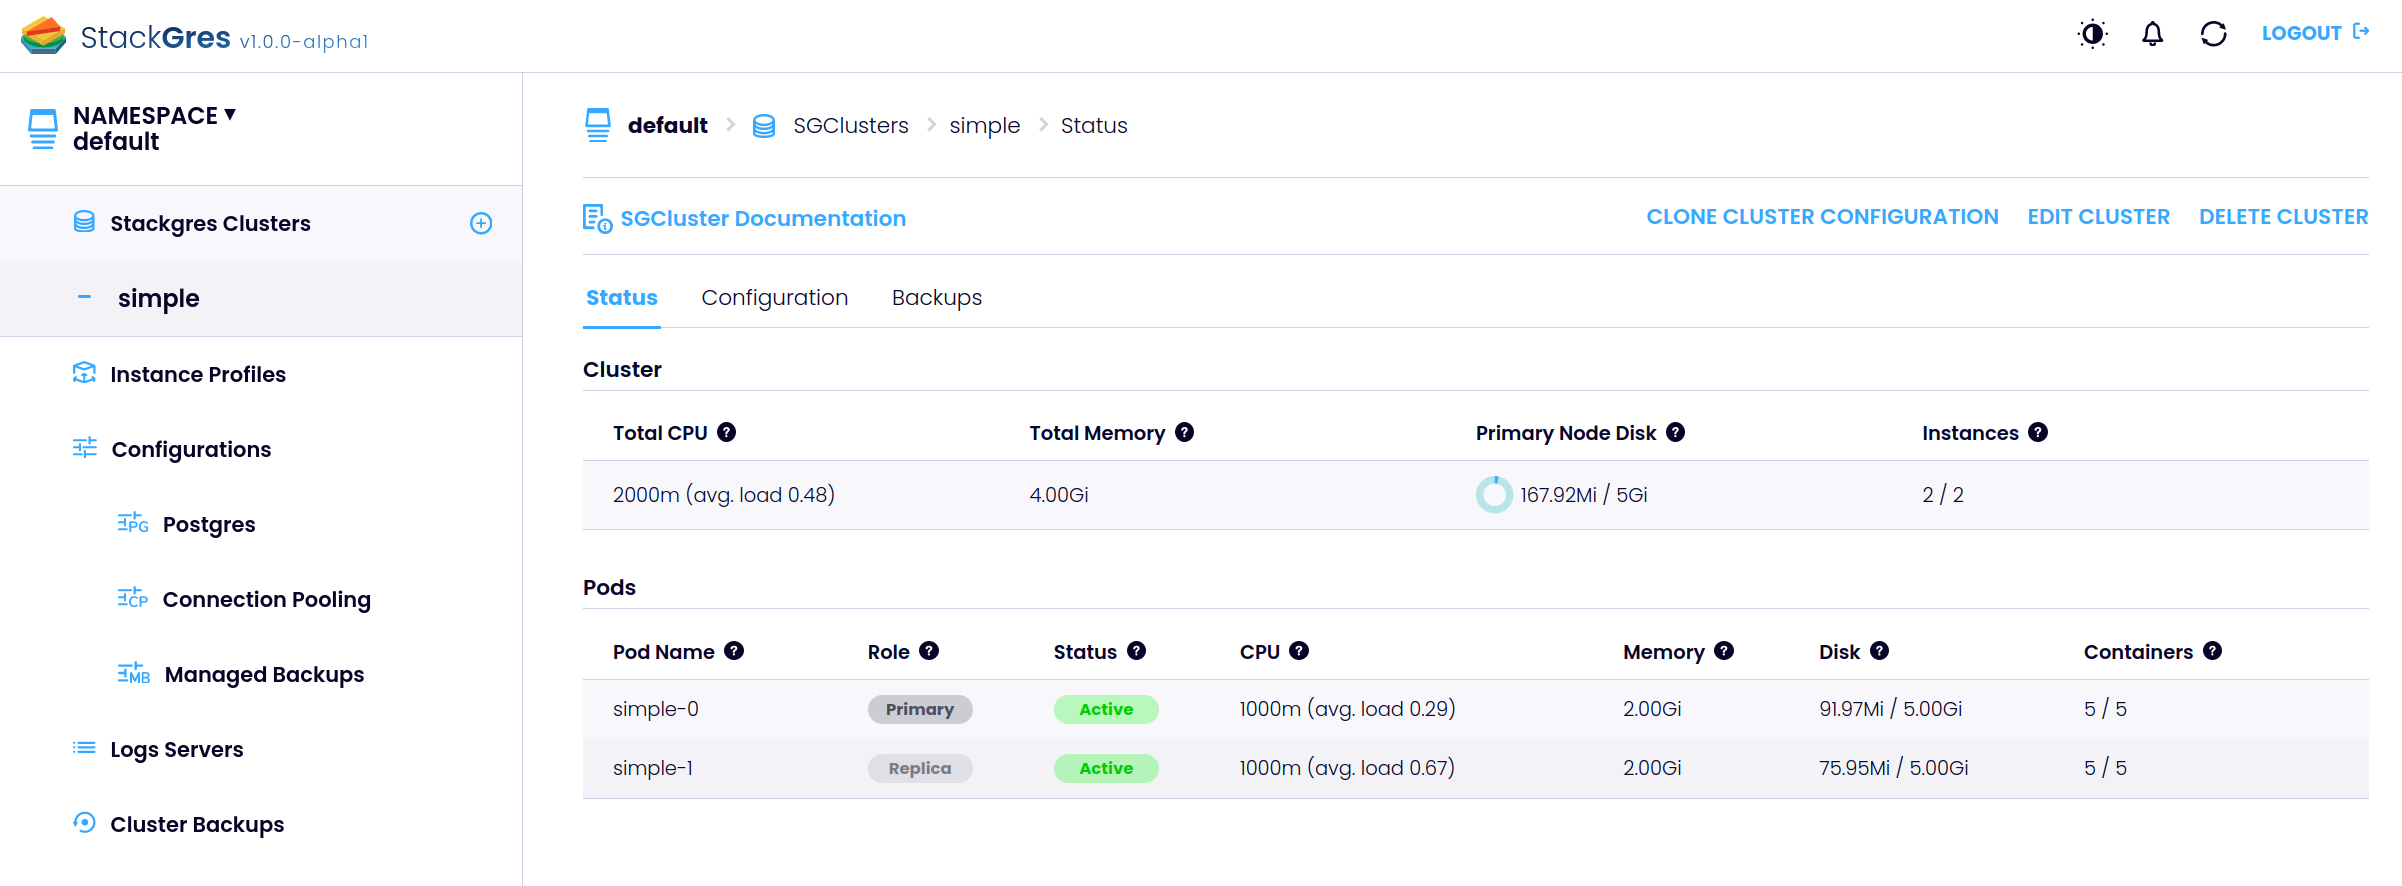 StackGres v1.0.0-alpha1
LOGOUT
NAMESPACE
default
Stackgres Clusters
simple
Instance Profiles
Configurations
PG Postgres
CP Connection Pooling
MB Managed Backups
Logs Servers
Cluster Backups
default SGClusters simple Status
SGCluster Documentation CLONE CLUSTER CONFIGURATION EDIT CLUSTER DELETE CLUSTER
Status Configuration Backups
Cluster
Total CPU ? Total Memory ? Primary Node Disk ? Instances ?
2000m (avg. load 0.48) 4.00Gi 167.92Mi / 5Gi 2 / 2
Pods
Pod Name ? Role ? Status ? CPU ? Memory ? Disk ? Containers ?
simple-0 Primary Active 1000m (avg. load 0.29) 2.00Gi 91.97Mi / 5.00Gi 5 / 5
simple-1 Replica Active 1000m (avg. load 0.67) 2.00Gi 75.95Mi / 5.00Gi 5 / 5